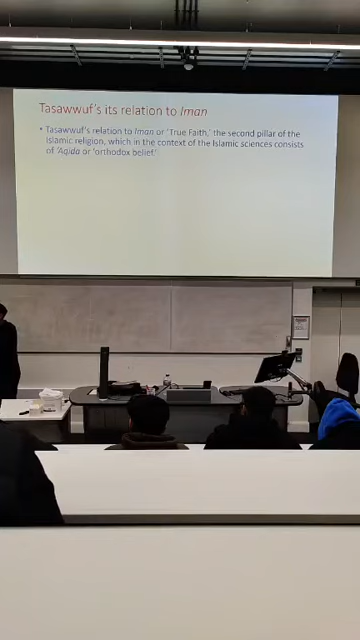 Tasawwuf's its relation to Iman
• Tasawwuf's relation to Iman or 'True Faith,' the second pillar of the
Islamic religion, which in the context of the Islamic sciences consists
of 'Aqida or 'orthodox belief.'